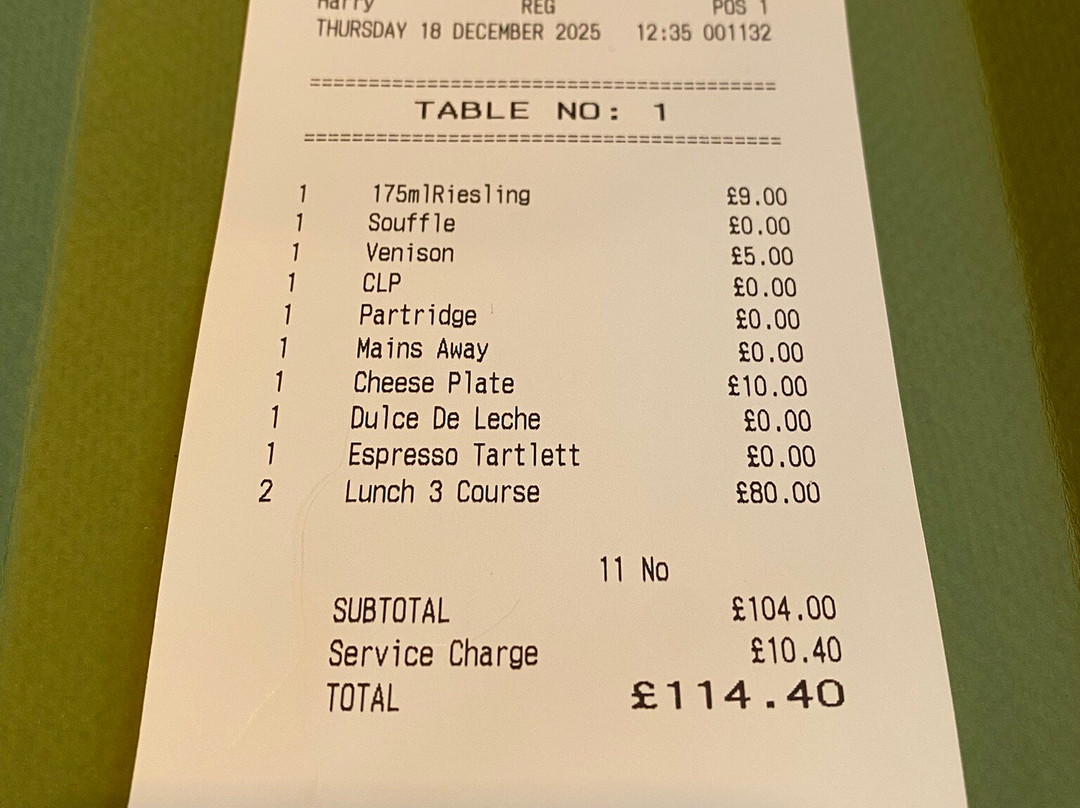 Harry REG POS 1
THURSDAY 18 DECEMBER 2025 12:35 001132
========================================
TABLE NO: 1
========================================
1 175mlRiesling £9.00
1 Souffle £0.00
1 Venison £5.00
1 CLP £0.00
1 Partridge £0.00
1 Mains Away £0.00
1 Cheese Plate £10.00
1 Dulce De Leche £0.00
1 Espresso Tartlett £0.00
2 Lunch 3 Course £80.00
11 No
SUBTOTAL £104.00
Service Charge £10.40
TOTAL £114.40